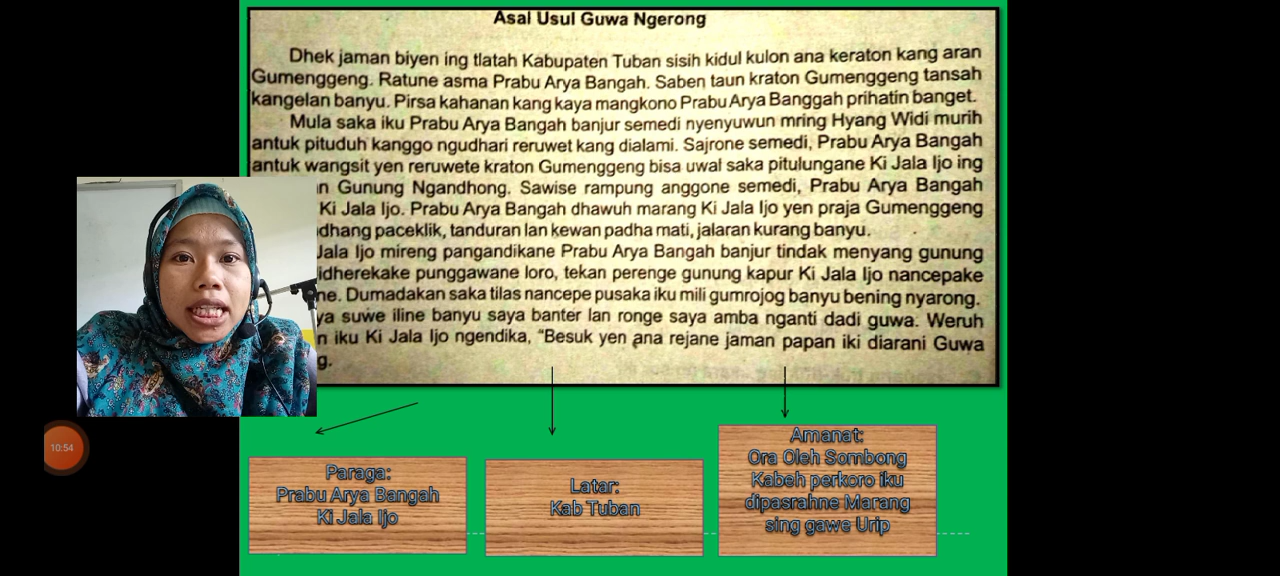 Asal Usul Guwa Ngerong
Dhek jaman biyen ing tlatah Kabupaten Tuban sisih kidul kulon ana keraton kang aran
Gumenggeng. Ratune asma Prabu Arya Bangah. Saben taun kraton Gumenggeng tansah
kangelan banyu. Pirsa kahanan kang kaya mangkono Prabu Arya Banggah prihatin banget.
Mula saka iku Prabu Arya Bangah banjur semedi nyenyuwun mring Hyang Widi murih
antuk pituduh kanggo ngudhari reruwet kang dialami. Sajrone semedi, Prabu Arya Bangah
antuk wangsit yen reruwete kraton Gumenggeng bisa uwal saka pitulungane Ki Jala Ijo ing
Gunung Ngandhong. Sawise rampung anggone semedi, Prabu Arya Bangah
Ki Jala Ijo. Prabu Arya Bangah dhawuh marang Ki Jala Ijo yen praja Gumenggeng
paceklik, tanduran lan kewan padha mati, jalaran kurang banyu.
Jala Ijo mireng pangandikane Prabu Arya Bangah banjur tindak menyang gunung
punggawane loro, tekan perenge gunung kapur Ki Jala Ijo nancepake
Dumadakan saka tilas nancepe pusaka iku mili gumrojog banyu bening nyarong.
suwe iline banyu saya banter lan ronge saya amba nganti dadi guwa. Weruh
iku Ki Jala Ijo ngendika, "Besuk yen ana rejane jaman papan iki diarani Guwa
10:54
Paraga:
Prabu Arya Bangah
Ki Jala Ijo
Latar:
Kab Tuban
Amanat:
Ora Oleh Sombong
Kabeh perkoro iku
dipasrahne Marang
sing gawe Urip